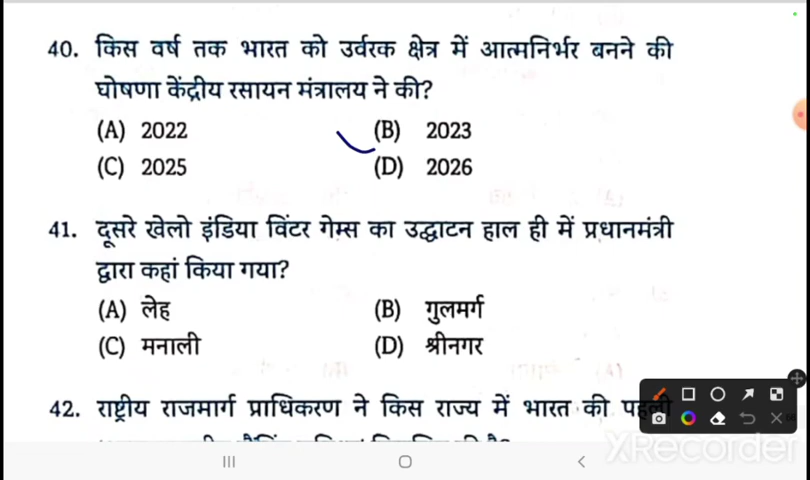 40. किस वर्ष तक भारत को उर्वरक क्षेत्र में आत्मनिर्भर बनने की
घोषणा केंद्रीय रसायन मंत्रालय ने की?
(A) 2022 (B) 2023
(C) 2025 (D) 2026
41. दूसरे खेलो इंडिया विंटर गेम्स का उद्घाटन हाल ही में प्रधानमंत्री
द्वारा कहां किया गया?
(A) लेह (B) गुलमर्ग
(C) मनाली (D) श्रीनगर
42. राष्ट्रीय राजमार्ग प्राधिकरण ने किस राज्य में भारत की पहली
XRecorder